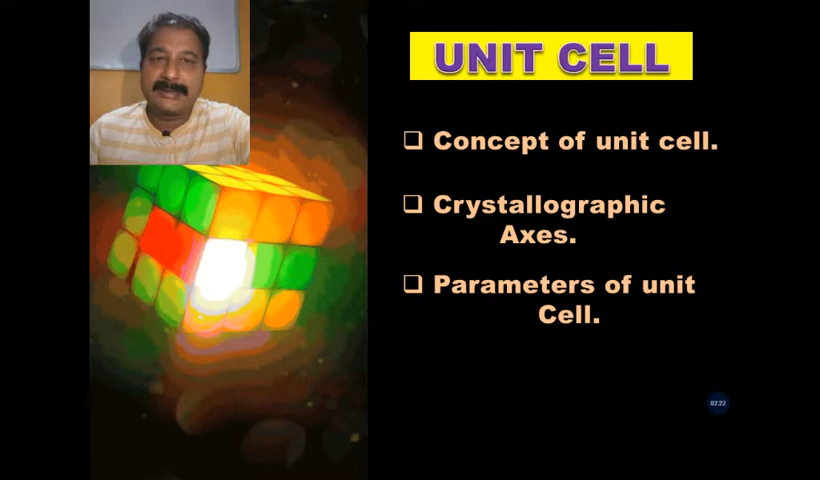 UNIT CELL
❑ Concept of unit cell.
❑ Crystallographic
Axes.
❑ Parameters of unit
Cell.
02:22